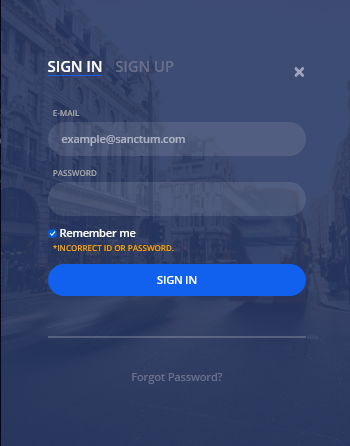 SIGN IN SIGN UP
×
E-MAIL
example@sanctum.com
PASSWORD
Remember me
*INCORRECT ID OR PASSWORD.
SIGN IN
Forgot Password?